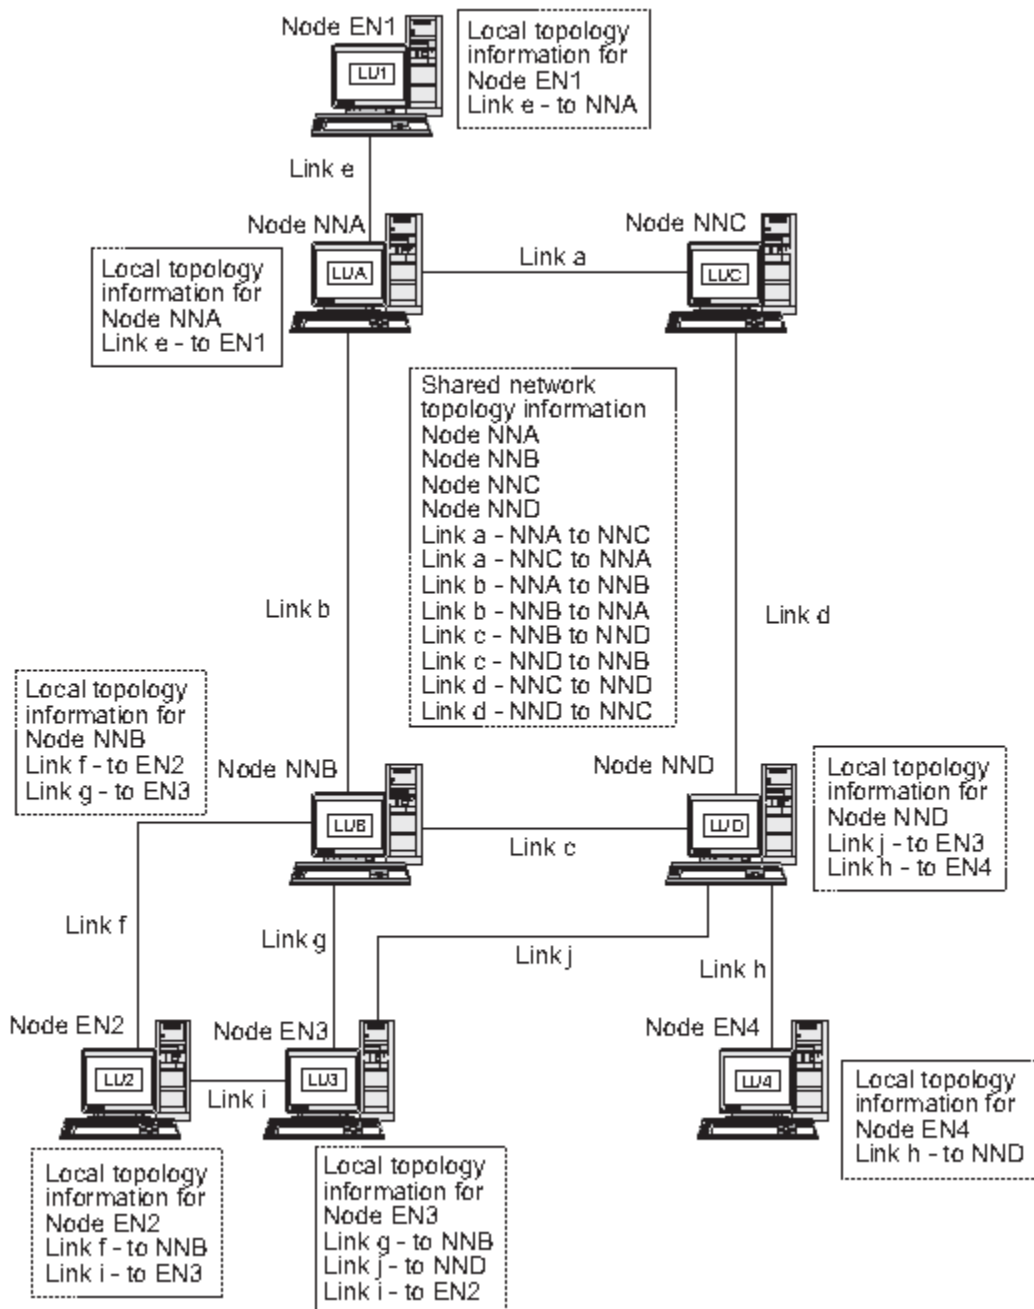 Node EN1
LU1
Local topology
information for
Node EN1
Link e - to NNA
Link e
Node NNA
LUA
Link a
Node NNC
LUC
Local topology
information for
Node NNA
Link e - to EN1
Shared network
topology information
Node NNA
Node NNB
Node NNC
Node NND
Link a - NNA to NNC
Link a - NNC to NNA
Link b - NNA to NNB
Link b - NNB to NNA
Link c - NNB to NND
Link c - NND to NNB
Link d - NNC to NND
Link d - NND to NNC
Link b
Link d
Local topology
information for
Node NNB
Link f - to EN2
Link g - to EN3
Node NNB
LUB
Link c
Node NND
LUD
Local topology
information for
Node NND
Link j - to EN3
Link h - to EN4
Link f
Link g
Link j
Link h
Node EN2
LU2
Link i
Node EN3
LU3
Node EN4
LU4
Local topology
information for
Node EN4
Link h - to NND
Local topology
information for
Node EN2
Link f - to NNB
Link i - to EN3
Local topology
information for
Node EN3
Link g - to NNB
Link j - to NND
Link i - to EN2